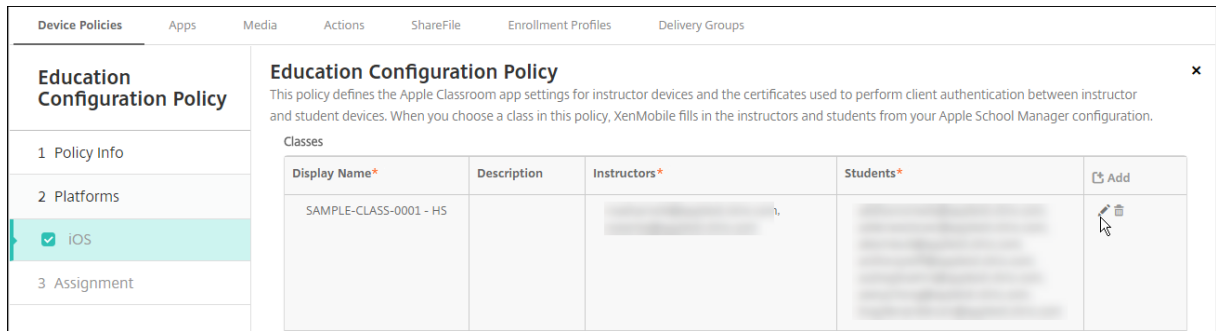 Device Policies Apps Media Actions ShareFile Enrollment Profiles Delivery Groups
Education
Configuration Policy
1 Policy Info
2 Platforms
iOS
3 Assignment
Education Configuration Policy
This policy defines the Apple Classroom app settings for instructor devices and the certificates used to perform client authentication between instructor
and student devices. When you choose a class in this policy, XenMobile fills in the instructors and students from your Apple School Manager configuration.
Classes
Display Name* Description Instructors* Students* Add
SAMPLE-CLASS-0001 - HS